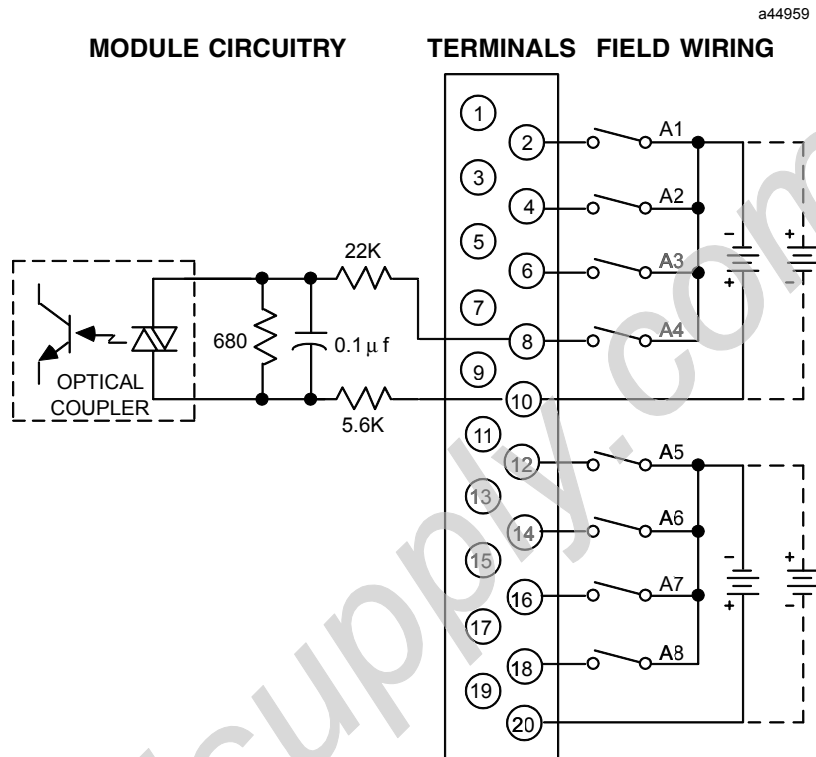 a44959
MODULE CIRCUITRY TERMINALS FIELD WIRING
1
2 A1
3
4 A2
5
22K
6 A3
7
680 0.1 µ f
8 A4
9
OPTICAL
COUPLER
10
5.6K
11
12 A5
13
14 A6
15
16 A7
17
18 A8
19
20
- +
+ -
- +
+ -
supply.com